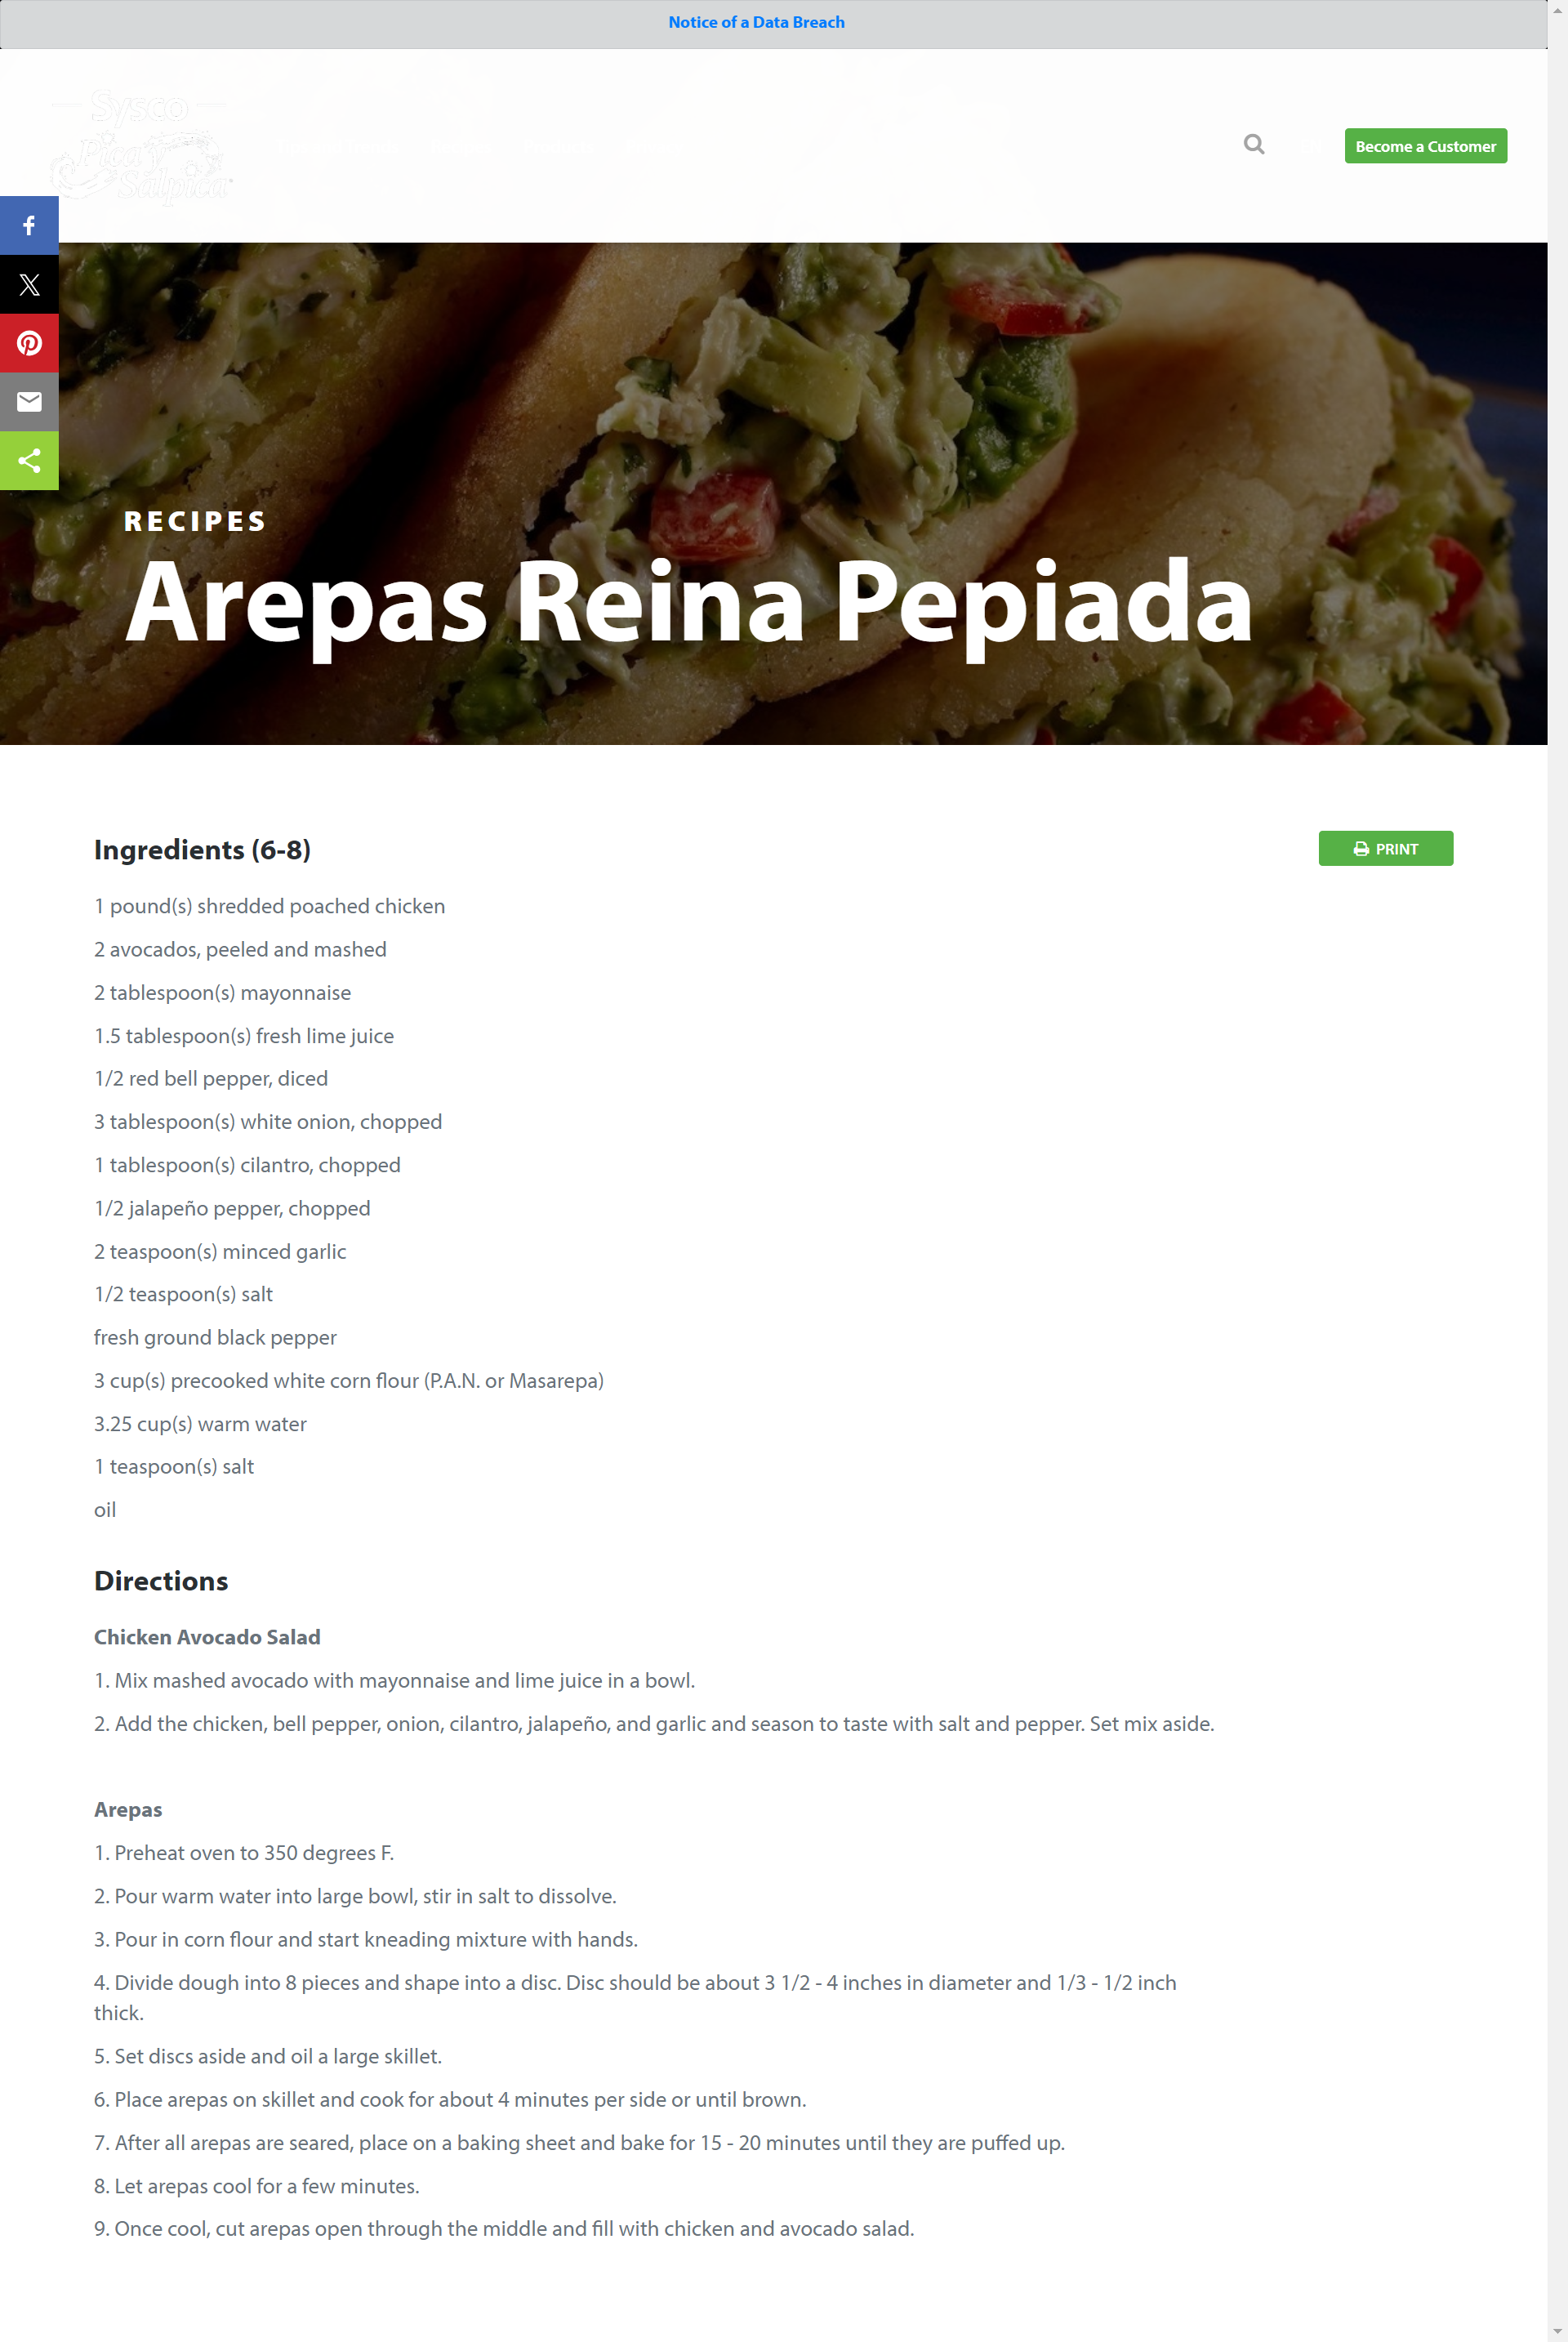 Notice of a Data Breach
Sysco
Pica y
Salpica
Become a Customer
RECIPES
Arepas Reina Pepiada
Ingredients (6-8)
PRINT
1 pound(s) shredded poached chicken
2 avocados, peeled and mashed
2 tablespoon(s) mayonnaise
1.5 tablespoon(s) fresh lime juice
1/2 red bell pepper, diced
3 tablespoon(s) white onion, chopped
1 tablespoon(s) cilantro, chopped
1/2 jalapeño pepper, chopped
2 teaspoon(s) minced garlic
1/2 teaspoon(s) salt
fresh ground black pepper
3 cup(s) precooked white corn flour (P.A.N. or Masarepa)
3.25 cup(s) warm water
1 teaspoon(s) salt
oil
Directions
Chicken Avocado Salad
1. Mix mashed avocado with mayonnaise and lime juice in a bowl.
2. Add the chicken, bell pepper, onion, cilantro, jalapeño, and garlic and season to taste with salt and pepper. Set mix aside.
Arepas
1. Preheat oven to 350 degrees F.
2. Pour warm water into large bowl, stir in salt to dissolve.
3. Pour in corn flour and start kneading mixture with hands.
4. Divide dough into 8 pieces and shape into a disc. Disc should be about 3 1/2 - 4 inches in diameter and 1/3 - 1/2 inch
thick.
5. Set discs aside and oil a large skillet.
6. Place arepas on skillet and cook for about 4 minutes per side or until brown.
7. After all arepas are seared, place on a baking sheet and bake for 15 - 20 minutes until they are puffed up.
8. Let arepas cool for a few minutes.
9. Once cool, cut arepas open through the middle and fill with chicken and avocado salad.